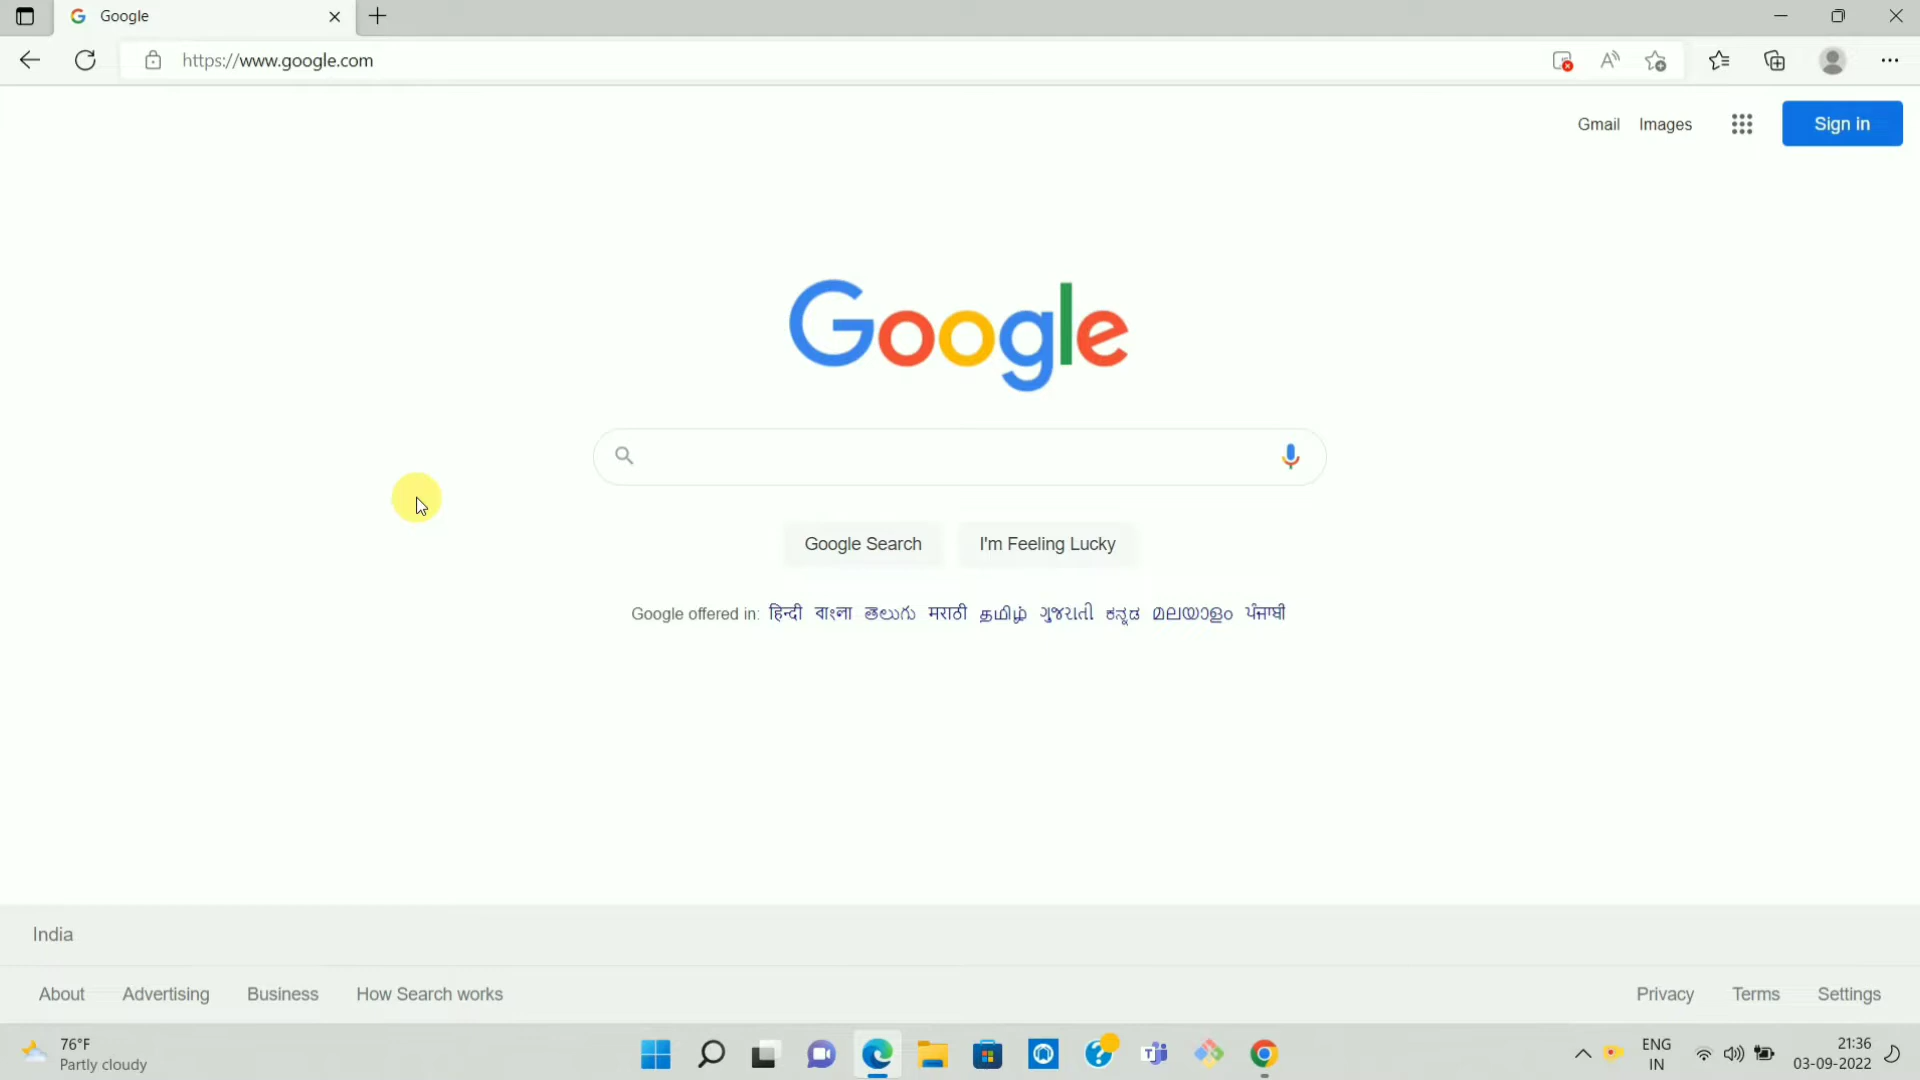 Google
https://www.google.com
Gmail Images Sign in
Google
Google Search I'm Feeling Lucky
Google offered in: हिन्दी বাংলা తెలుగు मराठी தமிழ் ગુજરાતી ಕನ್ನಡ മലയാളം ਪੰਜਾਬੀ
India
About Advertising Business How Search works Privacy Terms Settings
76°F
Partly cloudy
ENG
IN
21:36
03-09-2022